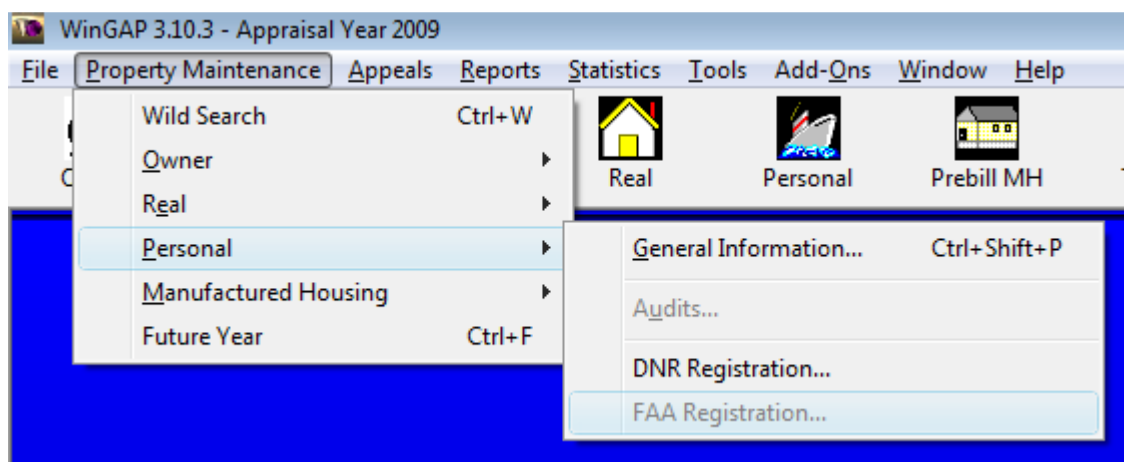 WinGAP 3.10.3 - Appraisal Year 2009
File Property Maintenance Appeals Reports Statistics Tools Add-Ons Window Help
Wild Search Ctrl+W
Owner
Real
Personal
Manufactured Housing
Future Year Ctrl+F
Real Personal Prebill MH
General Information... Ctrl+Shift+P
Audits...
DNR Registration...
FAA Registration...